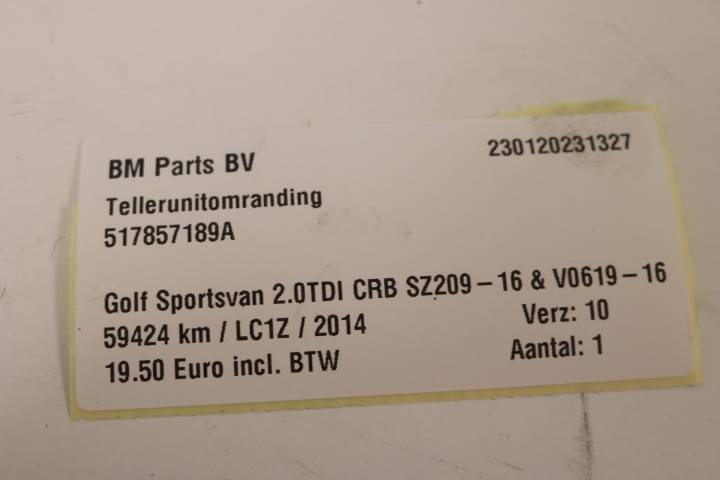 BM Parts BV 230120231327
Tellerunitomranding
517857189A
Golf Sportsvan 2.0TDI CRB SZ209-16 & V0619-16
59424 km / LC1Z / 2014 Verz: 10
19.50 Euro incl. BTW Aantal: 1